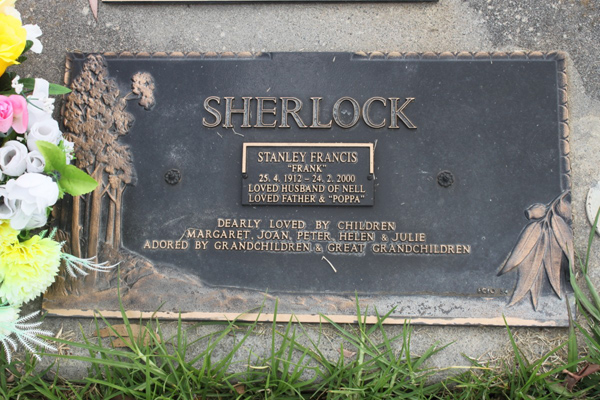 SHERLOCK
STANLEY FRANCIS
"FRANK"
25. 4. 1912 – 24. 2. 2000
LOVED HUSBAND OF NELL
LOVED FATHER & "POPPA"
DEARLY LOVED BY CHILDREN
MARGARET, JOAN, PETER, HELEN & JULIE
ADORED BY GRANDCHILDREN & GREAT GRANDCHILDREN